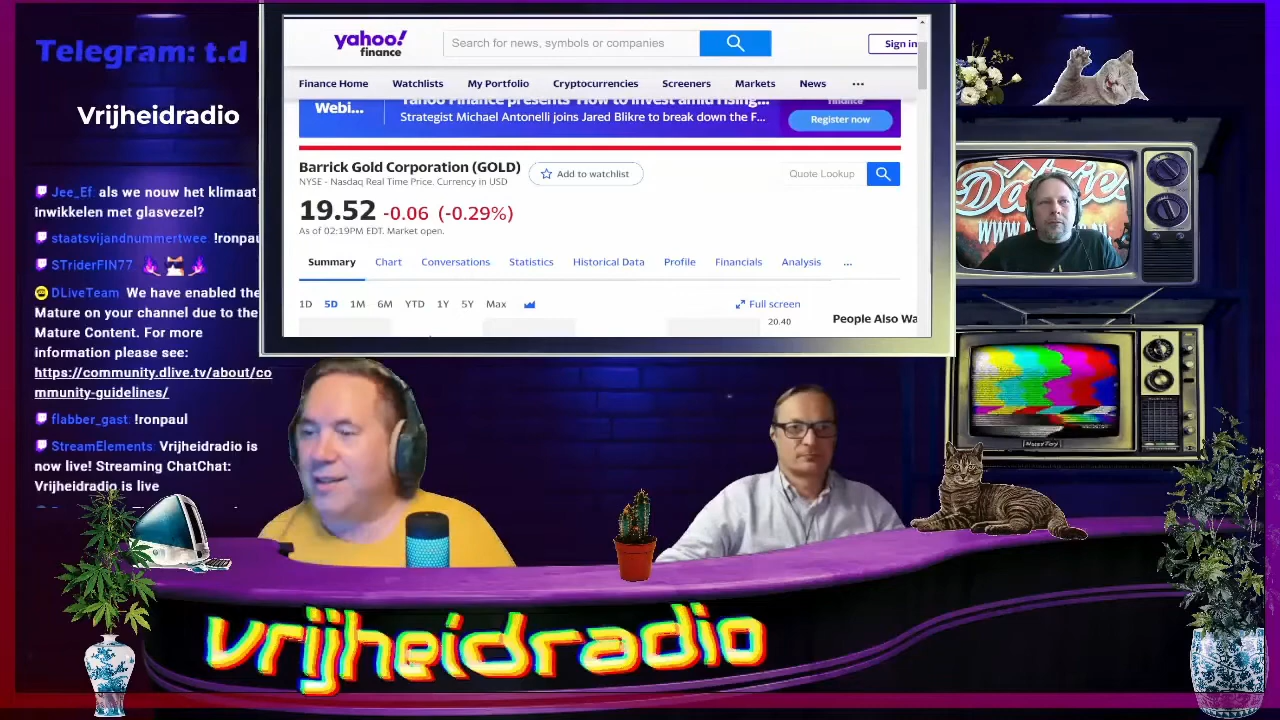 Telegram: t.d
Vrijheidradio
Jee_Ef: als we nouw het klimaat
inwikkelen met glasvezel?
staatsvijandnummertwee !ronpau
STriderFIN77
DLiveTeam We have enabled the
Mature on your channel due to the
Mature Content. For more
information please see:
https://community.dlive.tv/about/co
mmunity-guidelines/
flabber_gast: !ronpaul
StreamElements: Vrijheidradio is
now live! Streaming ChatChat:
Vrijheidradio is live
yahoo!
finance
Search for news, symbols or companies
Sign in
Finance Home Watchlists My Portfolio Cryptocurrencies Screeners Markets News ...
Webi...
Yahoo Finance presents 'How to invest amid rising...
Strategist Michael Antonelli joins Jared Blikre to break down the F...
finance
Register now
Barrick Gold Corporation (GOLD)
Add to watchlist
Quote Lookup
NYSE - Nasdaq Real Time Price. Currency in USD
19.52 -0.06 (-0.29%)
As of 02:19PM EDT. Market open.
Summary Chart Conversations Statistics Historical Data Profile Financials Analysis ...
1D 5D 1M 6M YTD 1Y 5Y Max
Full screen
20.40
People Also Wa
vrijheidradio